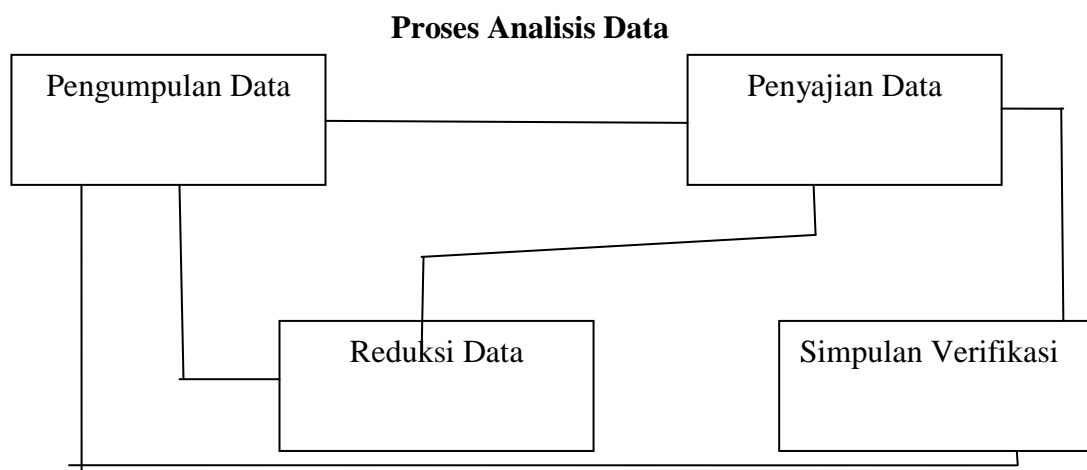 Proses Analisis Data
Pengumpulan Data
Penyajian Data
Reduksi Data
Simpulan Verifikasi